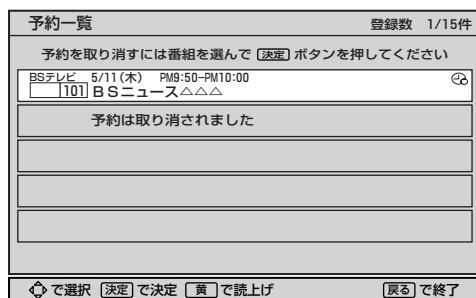 予約一覧 登録数 1/15件
予約を取り消すには番組を選んで 決定 ボタンを押してください
BSテレビ 5/11(木) PM9:50-PM10:00
101 BSニュース△△△
予約は取り消されました
で選択 決定 で決定 黄 で読上げ 戻る で終了